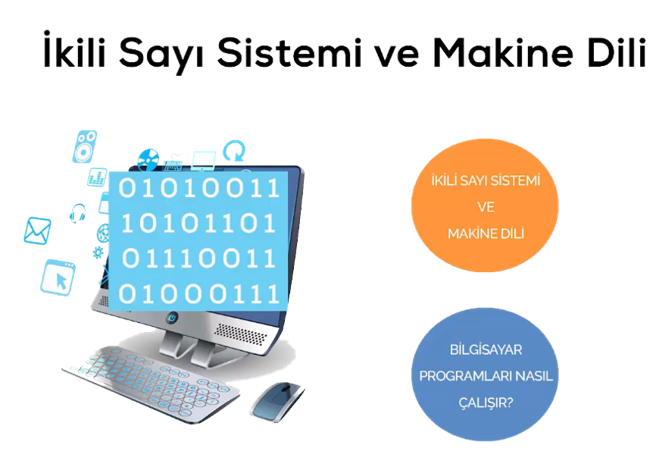 İkili Sayı Sistemi ve Makine Dili
01010011
10101101
01110011
01000111
İKİLİ SAYI SİSTEMİ
VE
MAKİNE DİLİ
BİLGİSAYAR
PROGRAMLARI NASIL
ÇALIŞIR?